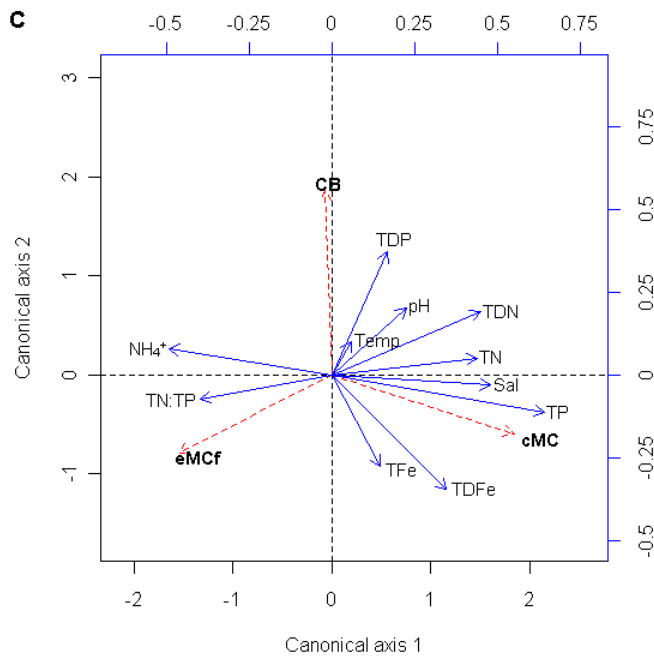 C
-0.5 -0.25 0 0.25 0.5 0.75
3
2
1
0
-1
Canonical axis 2
0.75
0.5
0.25
0
-0.25
-0.5
CB
TDP
pH
TDN
Temp
NH₄⁺
TN
Sal
TN:TP
TP
cMC
eMCf
TFe
TDFe
-2 -1 0 1 2
Canonical axis 1